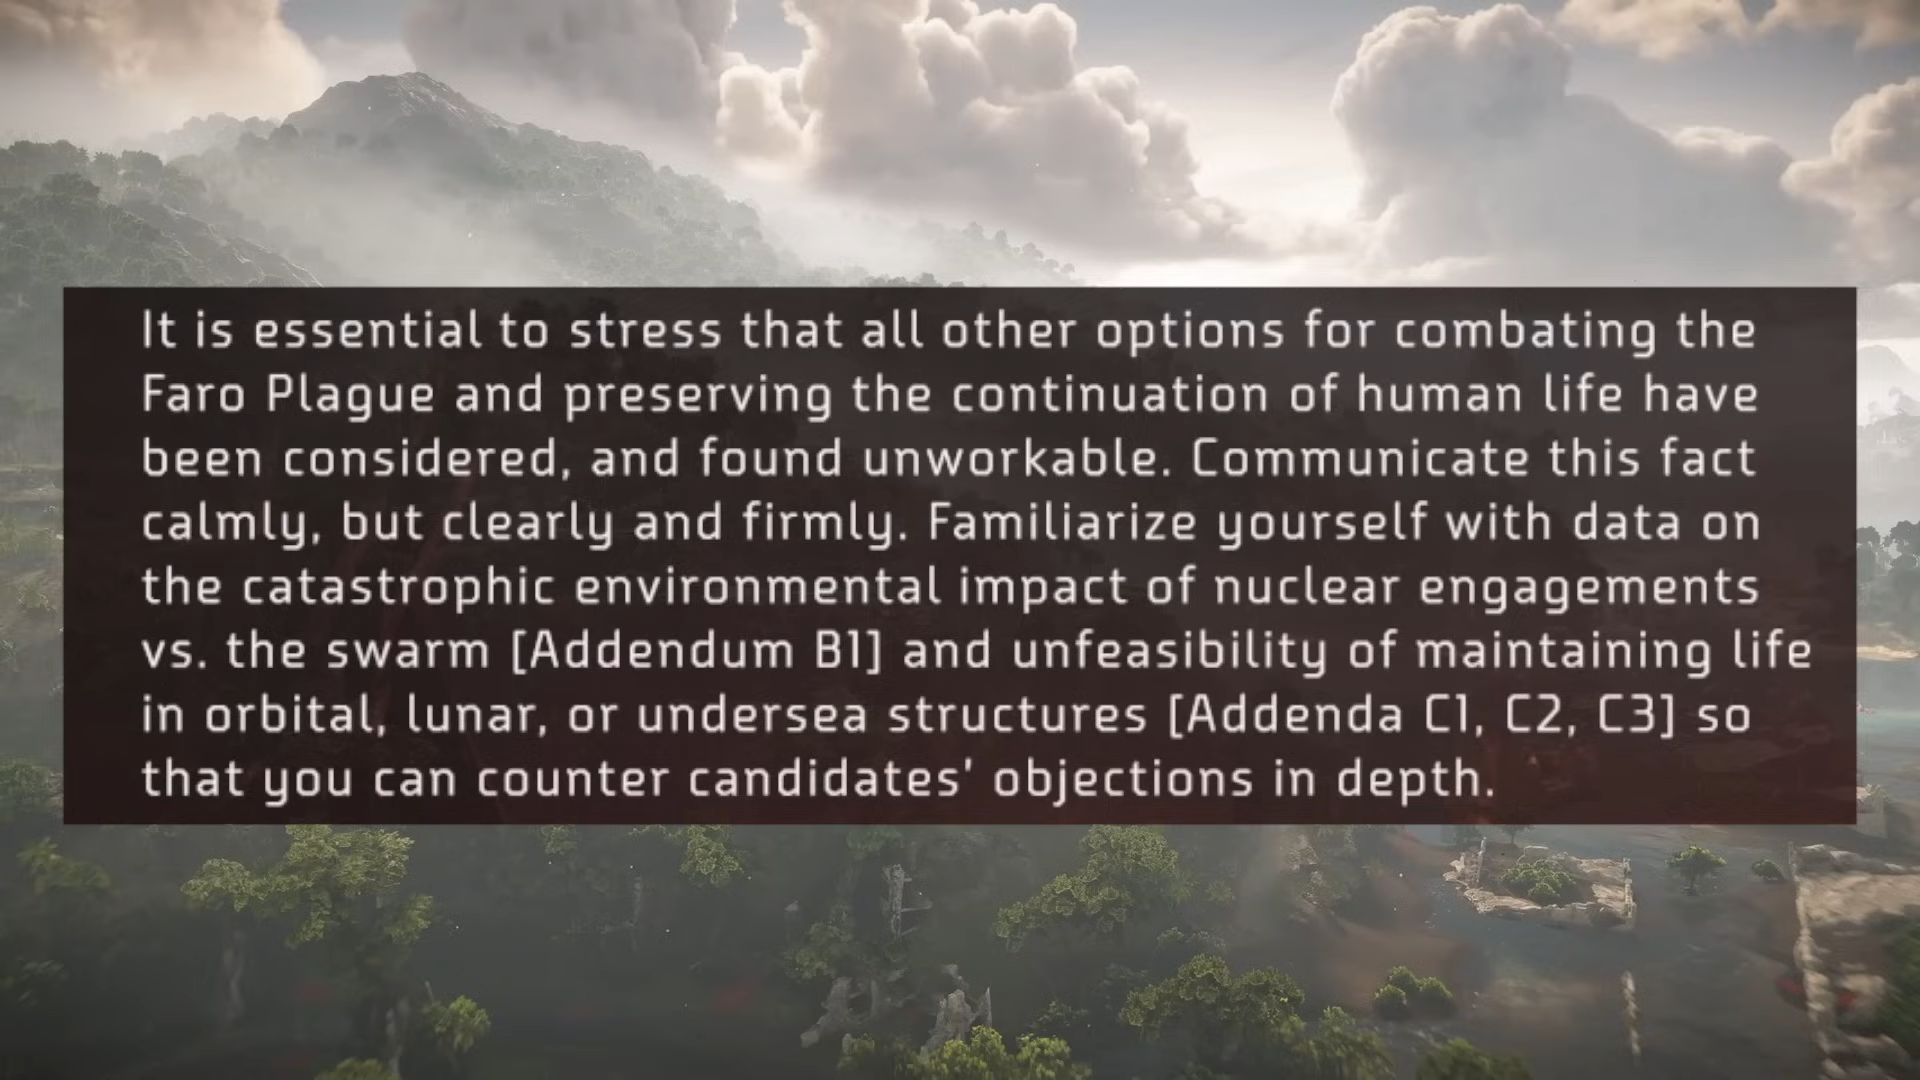 It is essential to stress that all other options for combating the
Faro Plague and preserving the continuation of human life have
been considered, and found unworkable. Communicate this fact
calmly, but clearly and firmly. Familiarize yourself with data on
the catastrophic environmental impact of nuclear engagements
vs. the swarm [Addendum B1] and unfeasibility of maintaining life
in orbital, lunar, or undersea structures [Addenda C1, C2, C3] so
that you can counter candidates' objections in depth.